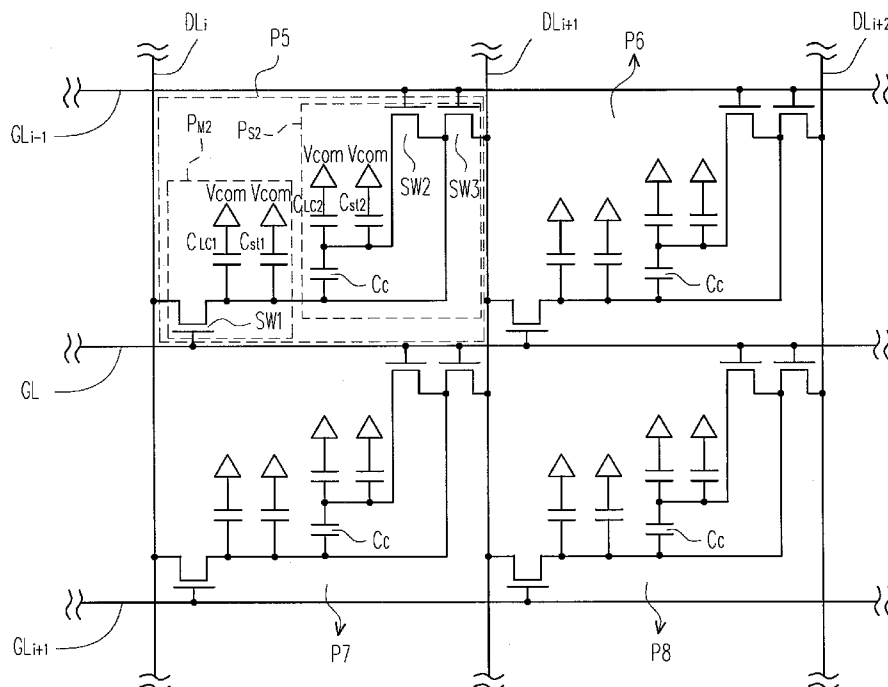 DLi
P5
DLi+1
P6
DLi+2
GLi-1
PM2
PS2
Vcom Vcom
SW2
SW3
Vcom Vcom
CLC2
Cst2
CLC1
Cst1
Cc
Cc
SW1
GL
Cc
Cc
GLi+1
P7
P8